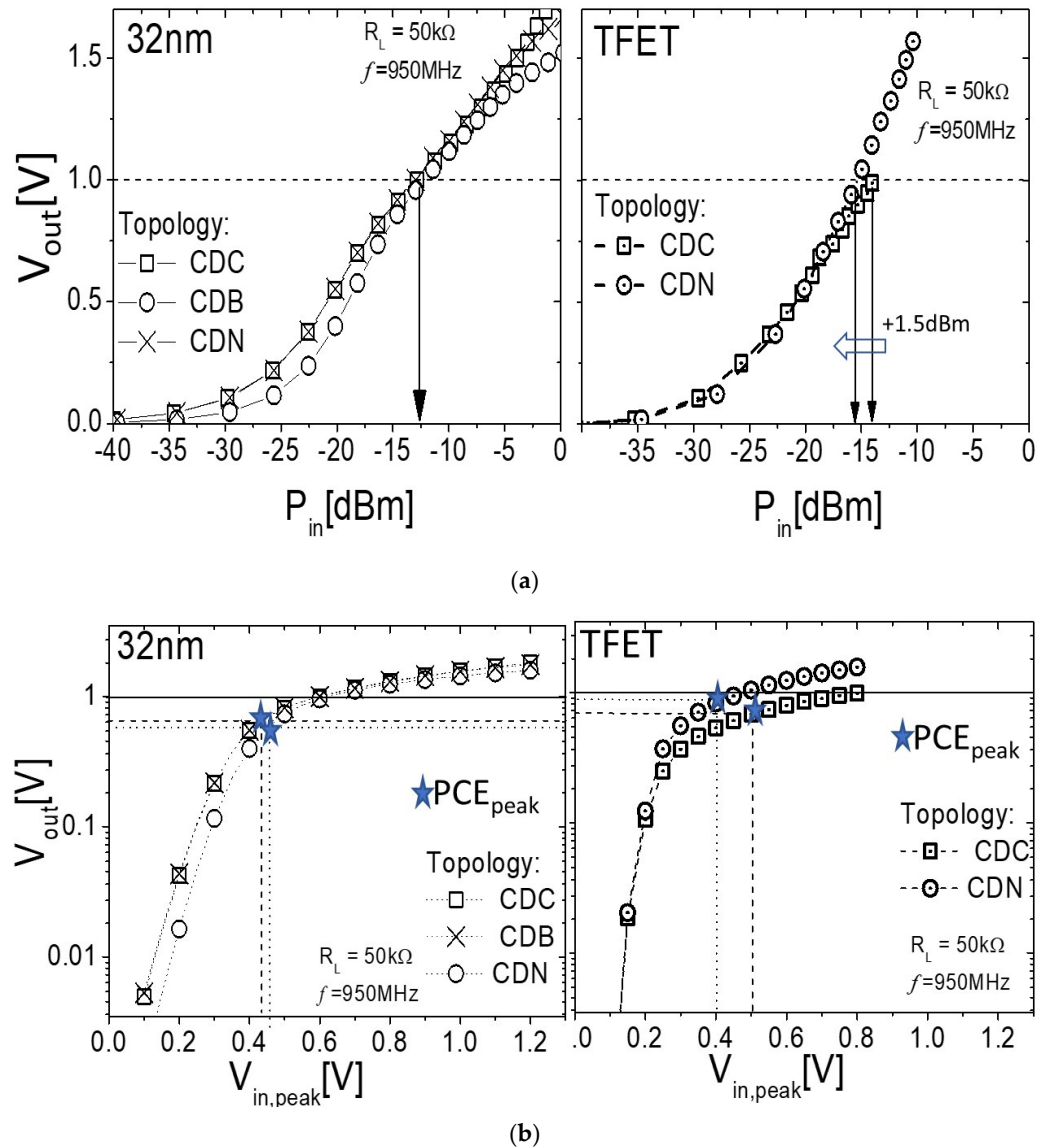 32nm
R_L = 50kΩ
f=950MHz
1.5
1.0
0.5
0.0
V_out[V]
Topology:
CDC
CDB
CDN
-40 -35 -30 -25 -20 -15 -10 -5 0
P_in[dBm]
TFET
R_L = 50kΩ
f=950MHz
Topology:
CDC
CDN
+1.5dBm
-35 -30 -25 -20 -15 -10 -5 0
P_in[dBm]
(a)
32nm
1
0.1
0.01
V_out[V]
PCE_peak
Topology:
CDC
CDB
CDN
R_L = 50kΩ
f=950MHz
0.0 0.2 0.4 0.6 0.8 1.0 1.2
V_in,peak[V]
TFET
PCE_peak
Topology:
CDC
CDN
R_L = 50kΩ
f=950MHz
0.0 0.2 0.4 0.6 0.8 1.0 1.2
V_in,peak[V]
(b)